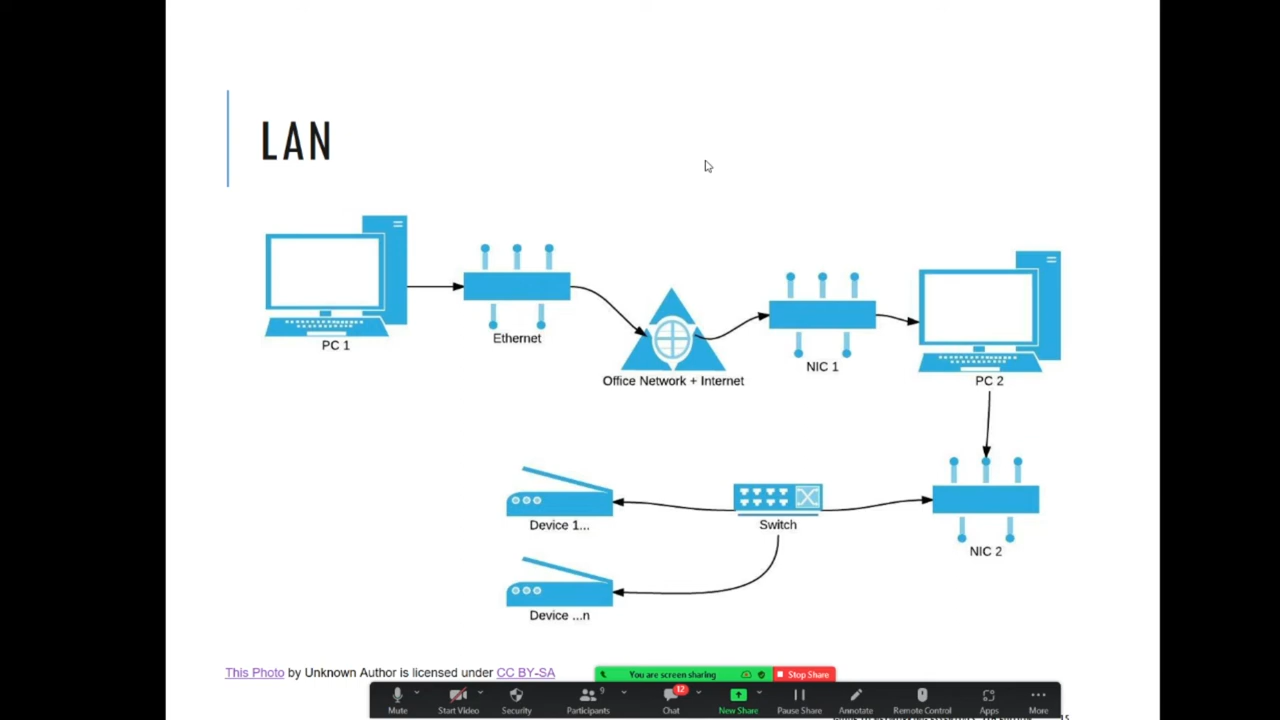 LAN
PC 1
Ethernet
Office Network + Internet
NIC 1
PC 2
Device 1...
Switch
NIC 2
Device ...n
This Photo by Unknown Author is licensed under CC BY-SA
You are screen sharing
Stop Share
9
12
Mute
Start Video
Security
Participants
Chat
New Share
Pause Share
Annotate
Remote Control
Apps
More